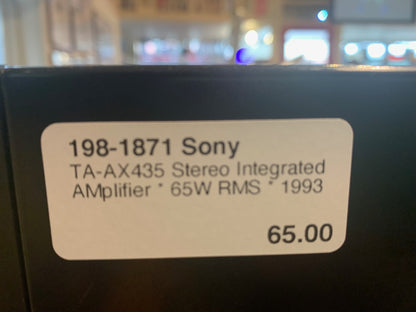 198-1871 Sony
TA-AX435 Stereo Integrated
AMplifier * 65W RMS * 1993
65.00